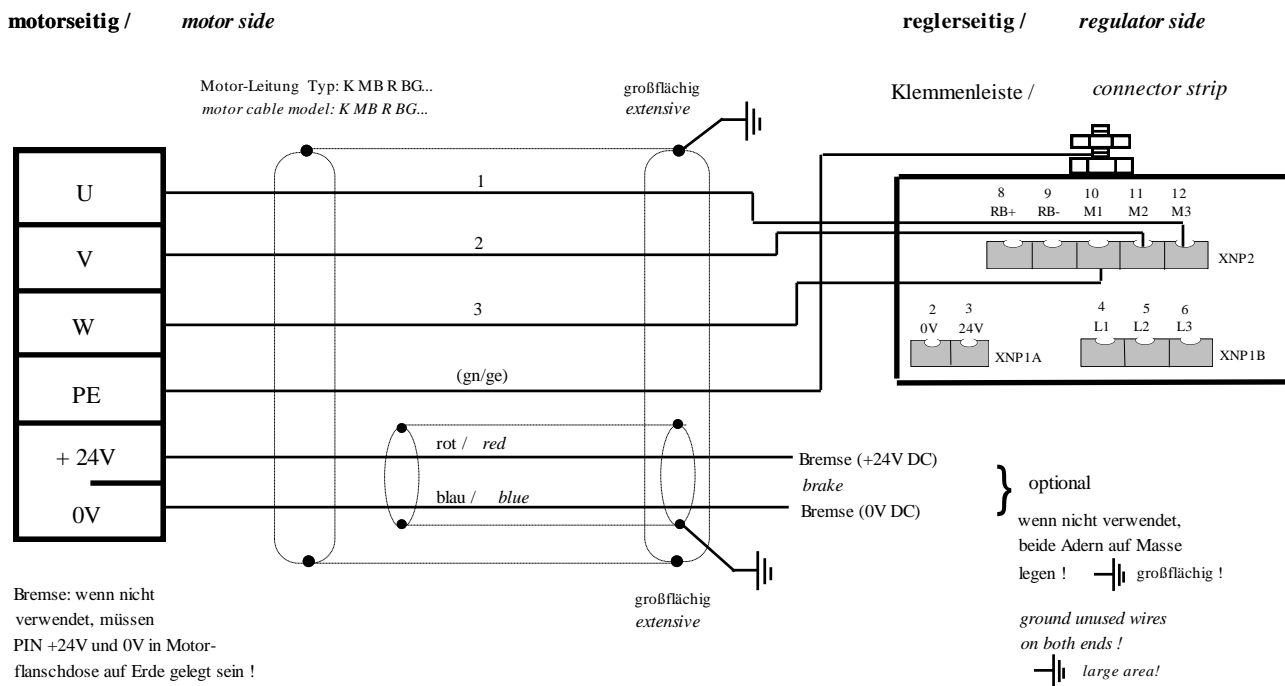 motorseitig / motor side
reglerseitig / regulator side
Motor-Leitung Typ: K MB R BG...
motor cable model: K MB R BG...
großflächig
extensive
Klemmenleiste / connector strip
U
1
8 9 10 11 12
RB+ RB- M1 M2 M3
V
2
XNP2
W
3
2 3
0V 24V
XNP1A
4 5 6
L1 L2 L3
XNP1B
PE
(gn/ge)
+ 24V
rot / red
Bremse (+24V DC)
brake
0V
blau / blue
Bremse (0V DC)
} optional
wenn nicht verwendet,
beide Adern auf Masse
legen ! großflächig !
ground unused wires
on both ends !
large area!
großflächig
extensive
Bremse: wenn nicht
verwendet, müssen
PIN +24V und 0V in Motor-
flanschdose auf Erde gelegt sein !